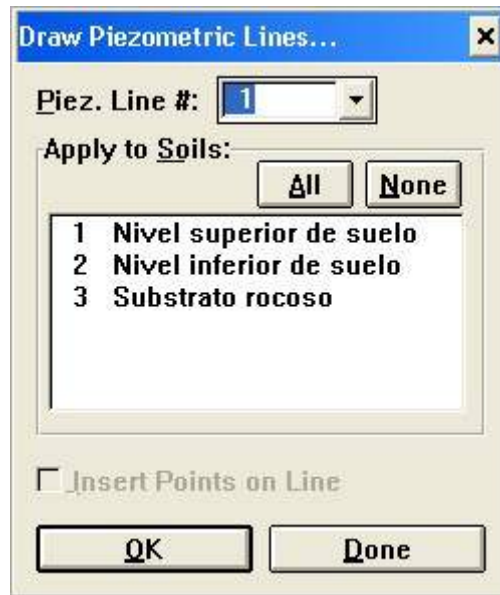 Draw Piezometric Lines...
Piez. Line #: 1
Apply to Soils:
All None
1 Nivel superior de suelo
2 Nivel inferior de suelo
3 Substrato rocoso
Insert Points on Line
OK Done